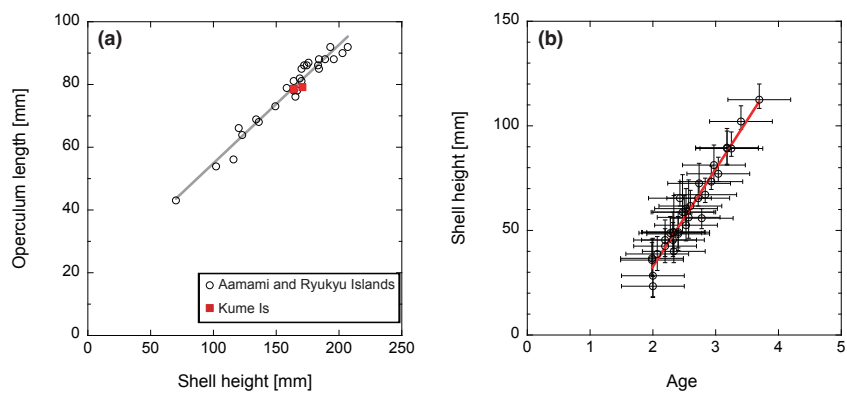 (a)
Operculum length [mm]
100
80
60
40
20
0
Aamami and Ryukyu Islands
Kume Is
0 50 100 150 200 250
Shell height [mm]
(b)
Shell height [mm]
150
100
50
0
0 1 2 3 4 5
Age